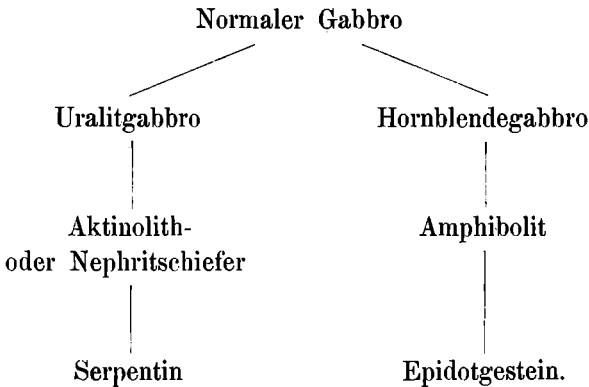 Normaler Gabbro
Uralitgabbro
Hornblendegabbro
Aktinolith-
oder Nephritschiefer
Amphibolit
Serpentin
Epidotgestein.